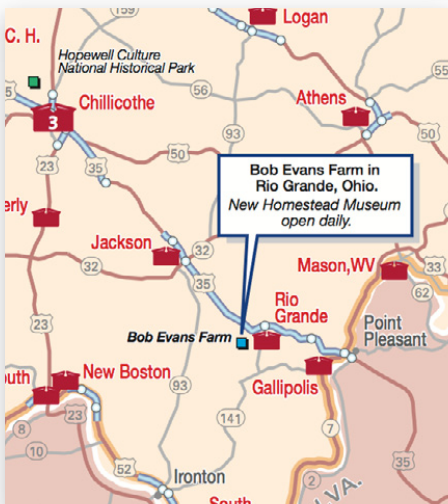 159
Logan
C. H.
Hopewell Culture
National Historical Park
55
56
Athens
Chillicothe
3
93
50
23
50
35
Bob Evans Farm in
Rio Grande, Ohio.
New Homestead Museum
open daily.
erly
Jackson
32
32
35
Mason,WV
33
62
Rio
Grande
23
Point
Pleasant
Bob Evans Farm
New Boston
outh
Gallipolis
93
141
7
23
8
10
35
52
Ironton
2
VA.
South